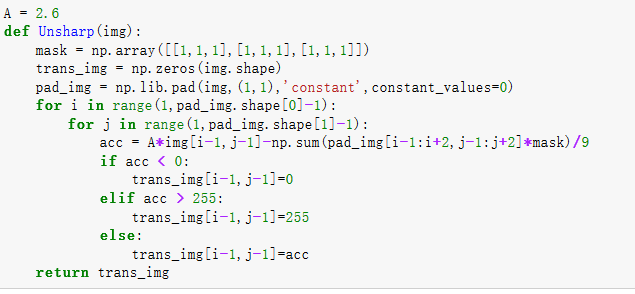 A = 2.6
def Unsharp(img):
    mask = np.array([[1,1,1],[1,1,1],[1,1,1]])
    trans_img = np.zeros(img.shape)
    pad_img = np.lib.pad(img,(1,1),'constant',constant_values=0)
    for i in range(1,pad_img.shape[0]-1):
        for j in range(1,pad_img.shape[1]-1):
            acc = A*img[i-1,j-1]-np.sum(pad_img[i-1:i+2,j-1:j+2]*mask)/9
            if acc < 0:
                trans_img[i-1,j-1]=0
            elif acc > 255:
                trans_img[i-1,j-1]=255
            else:
                trans_img[i-1,j-1]=acc
    return trans_img